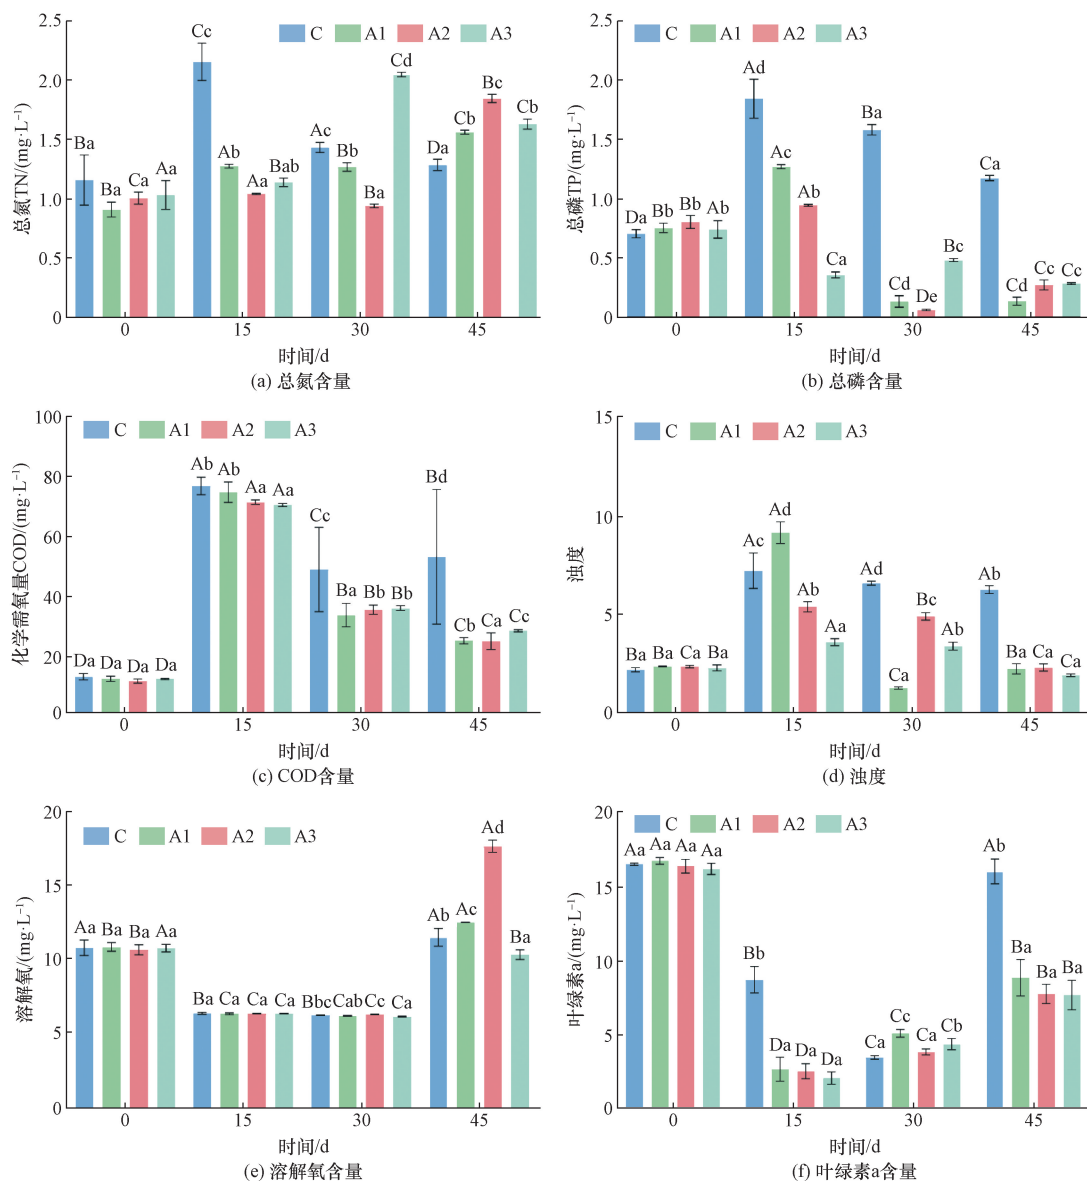 2.5
2.0
1.5
1.0
0.5
0
总氮TN/(mg·L⁻¹)
C A1 A2 A3
Ba Ba Ca Aa
Cc Ab Aa Bab
Ac Bb Ba Cd
Da Cb Bc Cb
0 15 30 45
时间/d
(a) 总氮含量
2.5
2.0
1.5
1.0
0.5
0
总磷TP/(mg·L⁻¹)
C A1 A2 A3
Da Bb Bb Ab
Ad Ac Ab Ca
Ba Cd De Bc
Ca Cd Cc Cc
0 15 30 45
时间/d
(b) 总磷含量
100
80
60
40
20
0
化学需氧量COD/(mg·L⁻¹)
C A1 A2 A3
Da Da Da Da
Ab Ab Aa Aa
Cc Ba Bb Bb
Bd Cb Ca Cc
0 15 30 45
时间/d
(c) COD含量
15
10
5
0
浊度
C A1 A2 A3
Ba Ba Ca Ba
Ac Ad Ab Aa
Ad Ca Bc Ab
Ab Ba Ca Ca
0 15 30 45
时间/d
(d) 浊度
20
15
10
5
0
溶解氧/(mg·L⁻¹)
C A1 A2 A3
Aa Ba Ba Aa
Ba Ca Ca Ca
Bbc Cab Cc Ca
Ab Ac Ad Ba
0 15 30 45
时间/d
(e) 溶解氧含量
20
15
10
5
0
叶绿素a/(mg·L⁻¹)
C A1 A2 A3
Aa Aa Aa Aa
Bb Da Da Da
Ca Cc Ca Cb
Ab Ba Ba Ba
0 15 30 45
时间/d
(f) 叶绿素a含量